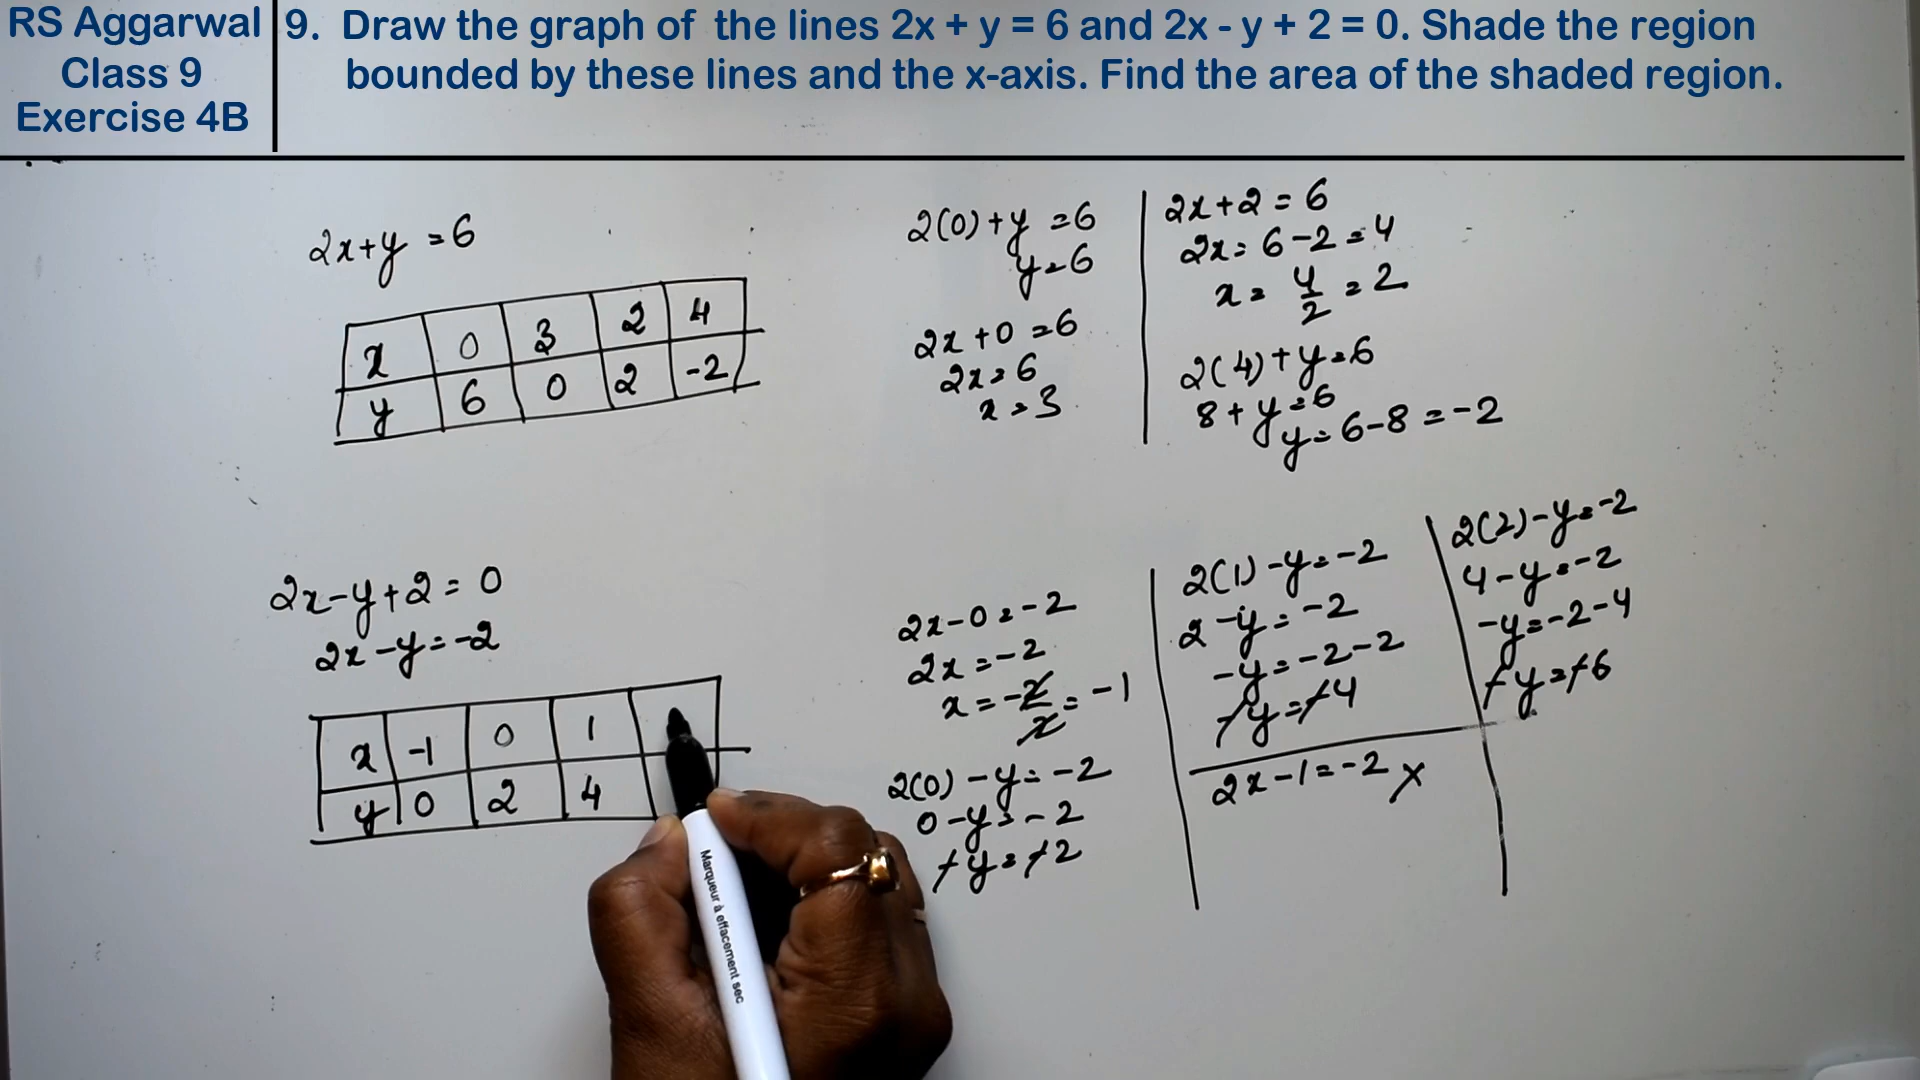 RS Aggarwal
Class 9
Exercise 4B
9. Draw the graph of the lines 2x + y = 6 and 2x - y + 2 = 0. Shade the region
bounded by these lines and the x-axis. Find the area of the shaded region.
2x+y=6
x 0 3 2 4
y 6 0 2 -2
2(0)+y=6
y=6
2x+0=6
2x=6
x=3
2x+2=6
2x=6-2=4
x=4/2=2
2(4)+y=6
8+y=6
y=6-8=-2
2x-y+2=0
2x-y=-2
x -1 0 1
y 0 2 4
2x-0=-2
2x=-2
x=-2/2=-1
2(0)-y=-2
0-y=-2
-y=-2
2(1)-y=-2
2-y=-2
-y=-2-2
-y=-4
2x-1=-2 x
2(2)-y=-2
4-y=-2
-y=-2-4
-y=-6
Marqueur à effacement sec